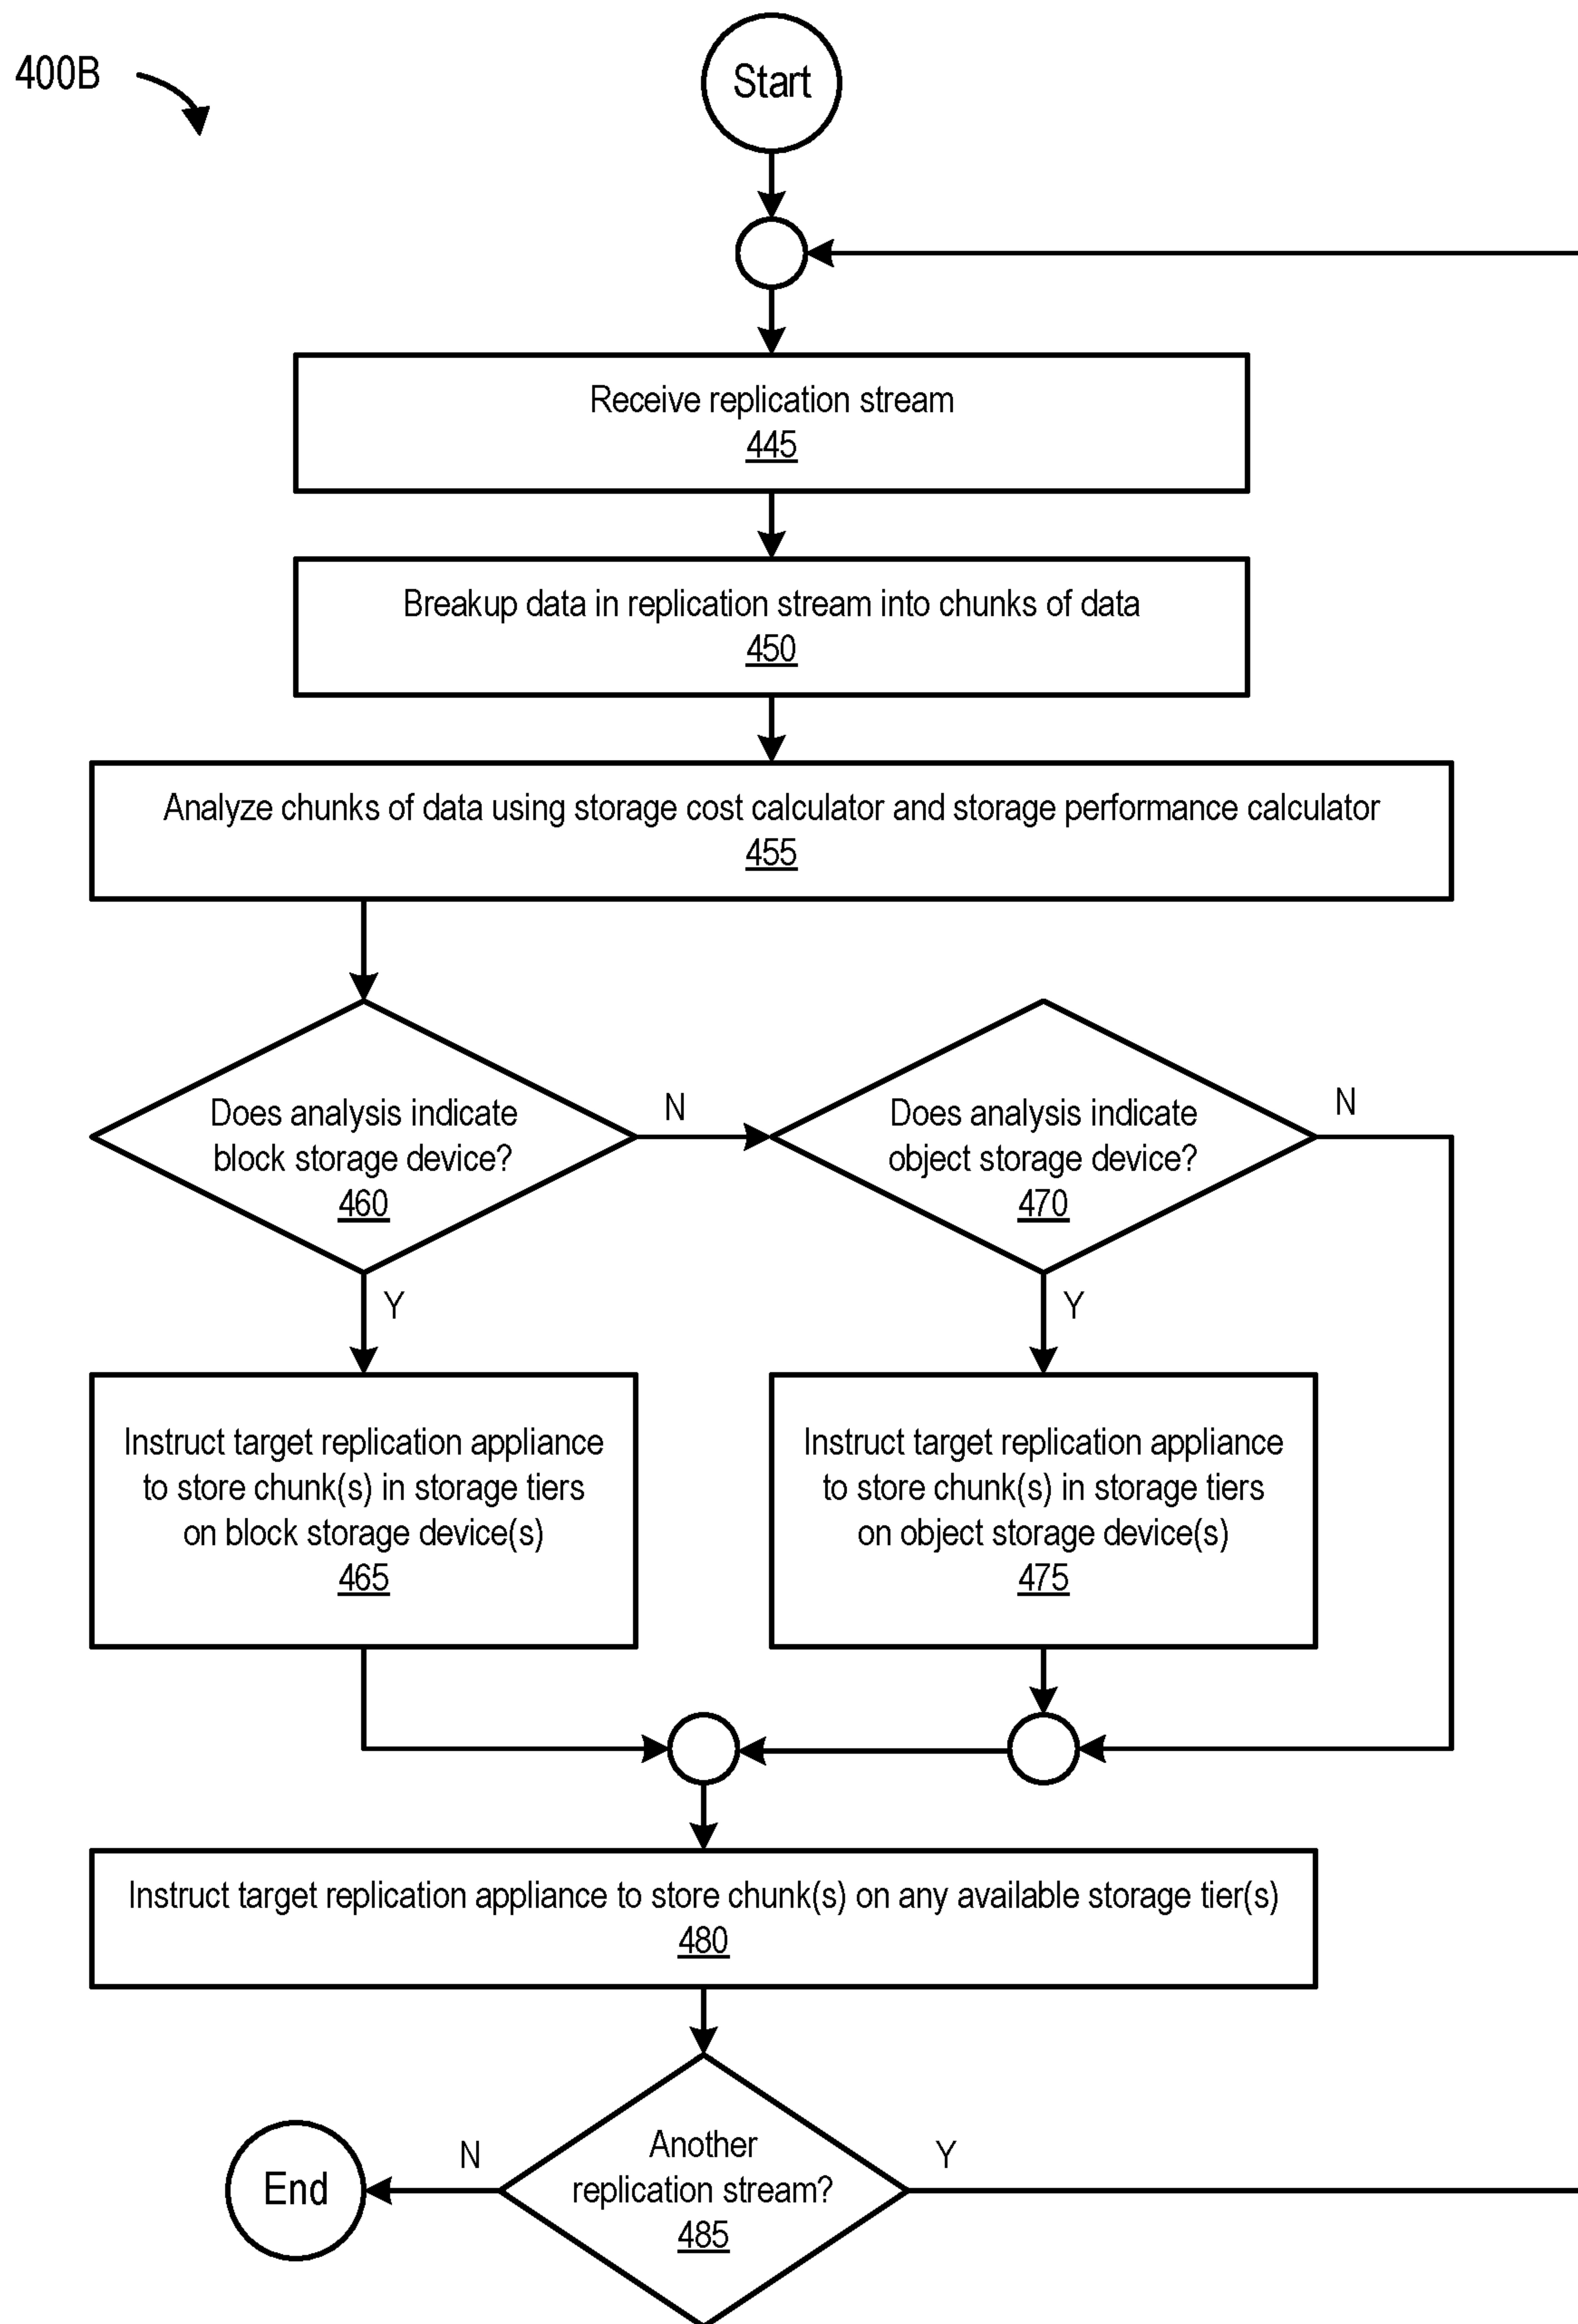 400B
Start
Receive replication stream
445
Breakup data in replication stream into chunks of data
450
Analyze chunks of data using storage cost calculator and storage performance calculator
455
Does analysis indicate
block storage device?
460
N
Does analysis indicate
object storage device?
470
N
Y
Y
Instruct target replication appliance
to store chunk(s) in storage tiers
on block storage device(s)
465
Instruct target replication appliance
to store chunk(s) in storage tiers
on object storage device(s)
475
Instruct target replication appliance to store chunk(s) on any available storage tier(s)
480
Another
replication stream?
485
N
Y
End